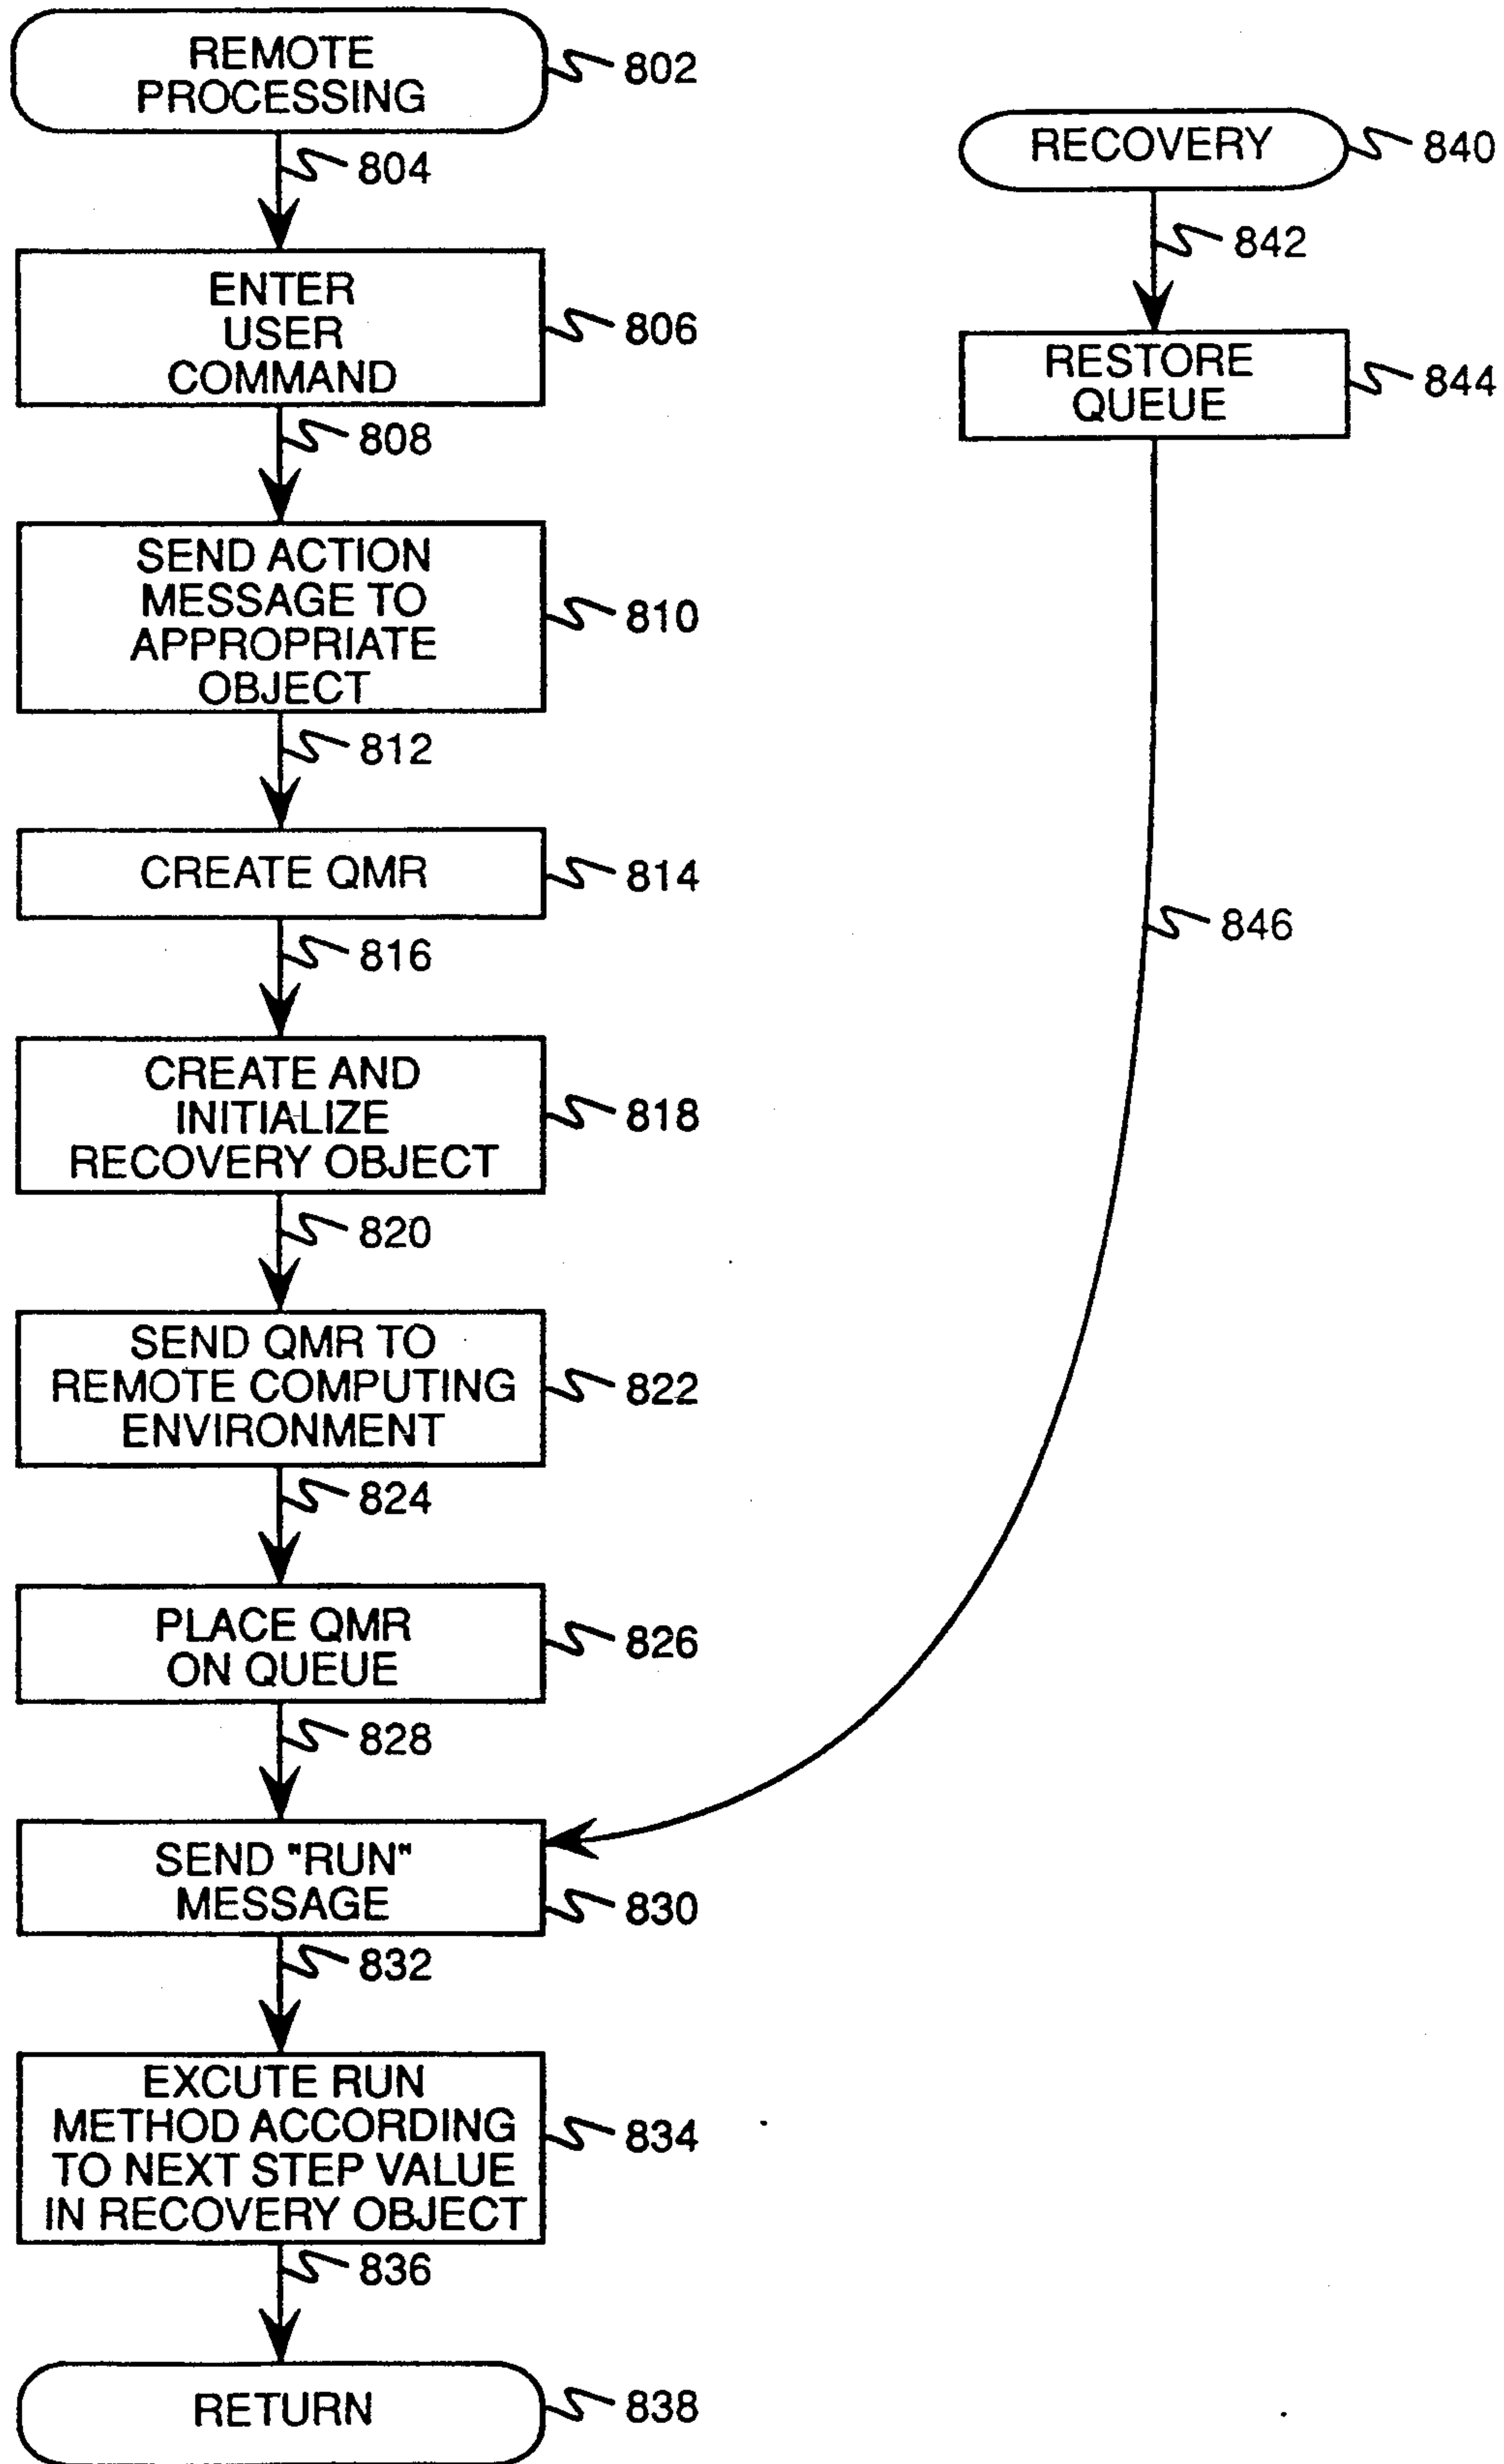 REMOTE
PROCESSING
802
804
ENTER
USER
COMMAND
806
808
SEND ACTION
MESSAGE TO
APPROPRIATE
OBJECT
810
812
CREATE QMR
814
816
CREATE AND
INITIALIZE
RECOVERY OBJECT
818
820
SEND QMR TO
REMOTE COMPUTING
ENVIRONMENT
822
824
PLACE QMR
ON QUEUE
826
828
SEND "RUN"
MESSAGE
830
832
EXCUTE RUN
METHOD ACCORDING
TO NEXT STEP VALUE
IN RECOVERY OBJECT
834
836
RETURN
838
RECOVERY
840
842
RESTORE
QUEUE
844
846